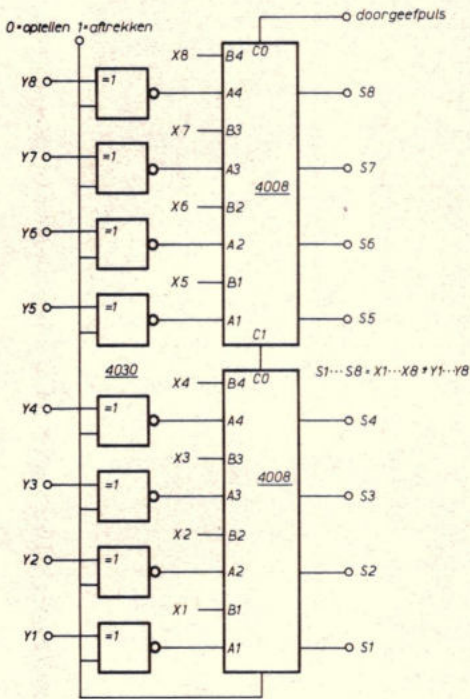 0=optellen 1=aftrekken
doorgeefpuls
X8
B4
C0
Y8
=1
A4
S8
X7
B3
Y7
=1
A3
4008
S7
X6
B2
Y6
=1
A2
S6
X5
B1
Y5
=1
A1
S5
C1
4030
X4
B4
C0
S1...S8 = X1...X8 ± Y1...Y8
Y4
=1
A4
S4
X3
B3
4008
Y3
=1
A3
S3
X2
B2
Y2
=1
A2
S2
X1
B1
Y1
=1
A1
S1